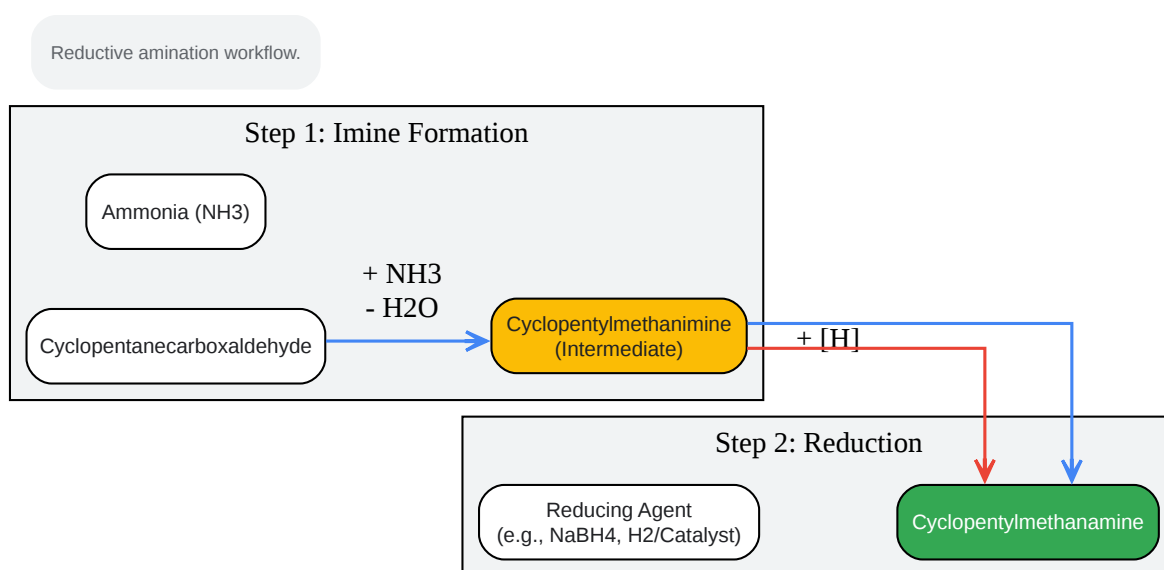 Reductive amination workflow.
Step 1: Imine Formation
Ammonia (NH3)
+ NH3
- H2O
Cyclopentanecarboxaldehyde
Cyclopentylmethanimine
(Intermediate)
+ [H]
Step 2: Reduction
Reducing Agent
(e.g., NaBH4, H2/Catalyst)
Cyclopentylmethanamine